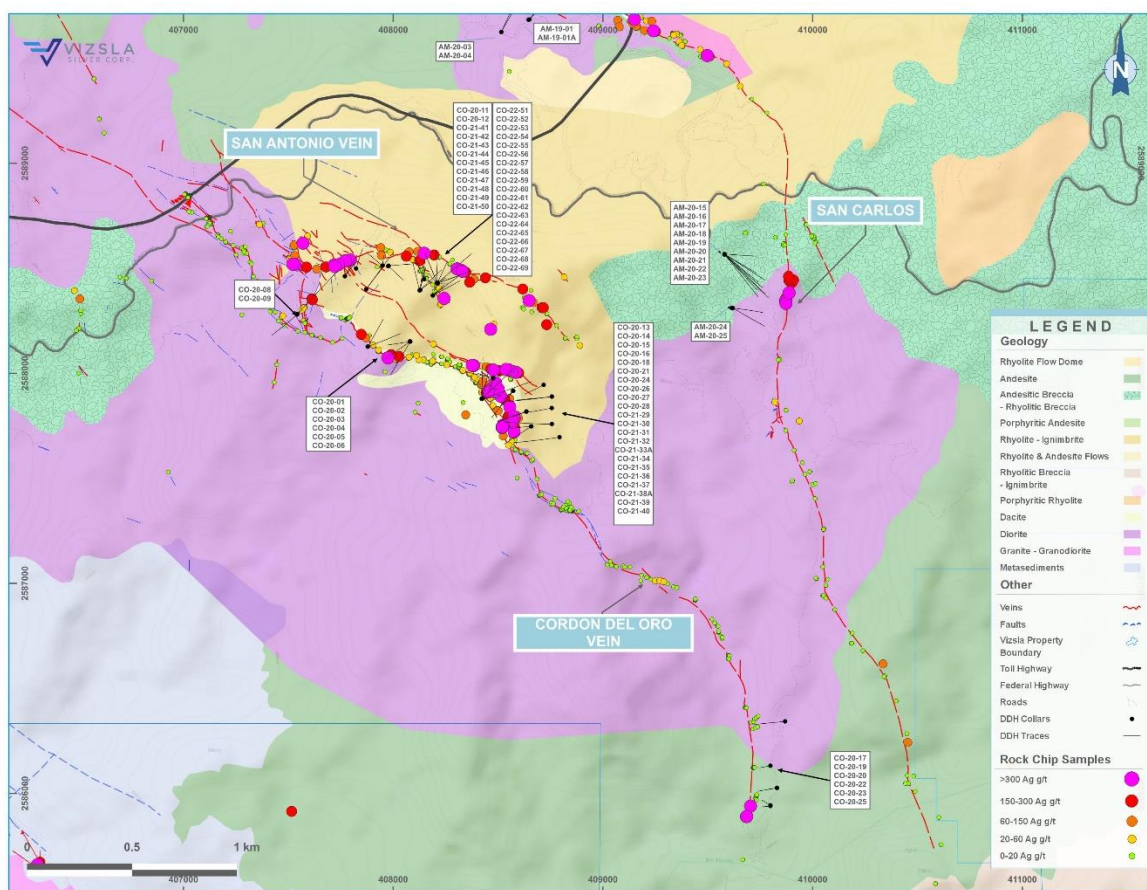 407000
408000
409000
410000
411000
VIZSLA
SILVER CORP.
AM-19-01
AM-19-01A
AM-20-03
AM-20-04
N
2589000
2589000
SAN ANTONIO VEIN
CO-20-11
CO-20-12
CO-21-41
CO-21-42
CO-21-43
CO-21-44
CO-21-45
CO-21-46
CO-21-47
CO-21-48
CO-21-49
CO-21-50
CO-22-51
CO-22-52
CO-22-53
CO-22-54
CO-22-55
CO-22-56
CO-22-57
CO-22-58
CO-22-59
CO-22-60
CO-22-61
CO-22-62
CO-22-63
CO-22-64
CO-22-65
CO-22-66
CO-22-67
CO-22-68
CO-22-69
AM-20-15
AM-20-16
AM-20-17
AM-20-18
AM-20-19
AM-20-20
AM-20-21
AM-20-22
AM-20-23
SAN CARLOS
CO-20-08
CO-20-09
AM-20-24
AM-20-25
2588000
CO-20-01
CO-20-02
CO-20-03
CO-20-04
CO-20-05
CO-20-06
CO-20-13
CO-20-14
CO-20-15
CO-20-16
CO-20-18
CO-20-21
CO-20-24
CO-20-26
CO-20-27
CO-20-28
CO-21-29
CO-21-30
CO-21-31
CO-21-32
CO-21-33A
CO-21-34
CO-21-35
CO-21-36
CO-21-37
CO-21-38A
CO-21-39
CO-21-40
2587000
CORDON DEL ORO
VEIN
CO-20-17
CO-20-19
CO-20-20
CO-20-22
CO-20-23
CO-20-25
2586000
LEGEND
Geology
Rhyolite Flow Dome
Andesite
Andesitic Breccia
- Rhyolitic Breccia
Porphyritic Andesite
Rhyolite - Ignimbrite
Rhyolite & Andesite Flows
Rhyolitic Breccia
- Ignimbrite
Porphyritic Rhyolite
Dacite
Diorite
Granite - Granodiorite
Metasediments
Other
Veins
Faults
Vizsla Property
Boundary
Toll Highway
Federal Highway
Roads
DDH Collars
DDH Traces
Rock Chip Samples
>300 Ag g/t
150-300 Ag g/t
60-150 Ag g/t
20-60 Ag g/t
0-20 Ag g/t
0
0.5
1 km
407000
408000
409000
410000
411000